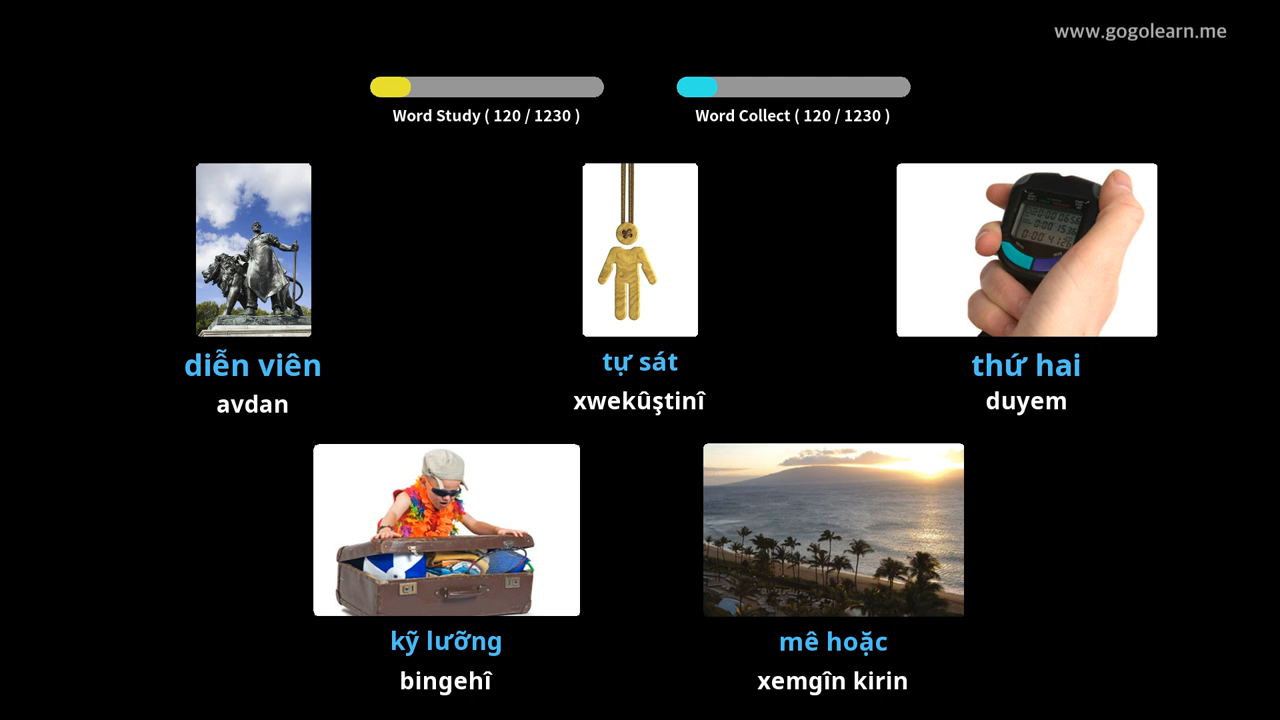 www.gogolearn.me
Word Study ( 120 / 1230 )
Word Collect ( 120 / 1230 )
diễn viên
avdan
tự sát
xwekûştinî
thứ hai
duyem
kỹ lưỡng
bingehî
mê hoặc
xemgîn kirin